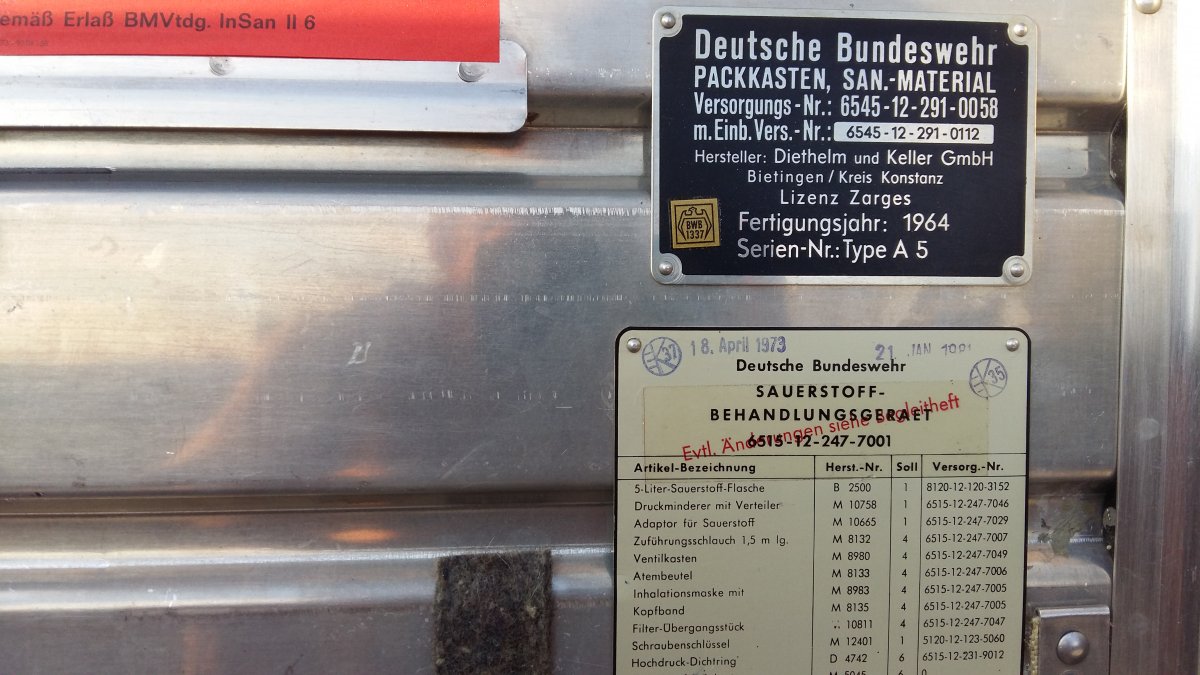 emäß Erlaß BMVtdg. InSan II 6
Deutsche Bundeswehr
PACKKASTEN, SAN.-MATERIAL
Versorgungs-Nr.: 6545-12-291-0058
m. Einb. Vers.-Nr.: 6545-12-291-0112
Hersteller: Diethelm und Keller GmbH
Bietingen / Kreis Konstanz
Lizenz Zarges
BWB
1337
Fertigungsjahr: 1964
Serien-Nr.: Type A 5
37
18. April 1973
21. JAN 1981
35
Deutsche Bundeswehr
SAUERSTOFF-
BEHANDLUNGSGERAET
Evtl. Änderungen siehe Begleitheft
6515-12-247-7001
Artikel-Bezeichnung Herst.-Nr. Soll Versorg.-Nr.
5-Liter-Sauerstoff-Flasche B 2500 1 8120-12-120-3152
Druckminderer mit Verteiler M 10758 1 6515-12-247-7046
Adaptor für Sauerstoff M 10665 1 6515-12-247-7029
Zuführungsschlauch 1,5 m lg. M 8132 4 6515-12-247-7007
Ventilkasten M 8980 4 6515-12-247-7049
Atembeutel M 8133 4 6515-12-247-7006
Inhalationsmaske mit M 8983 4 6515-12-247-7005
Kopfband M 8135 4 6515-12-247-7005
Filter-Übergangsstück 10811 4 6515-12-247-7047
Schraubenschlüssel M 12401 1 5120-12-123-5060
Hochdruck-Dichtring D 4742 6 6515-12-231-9012